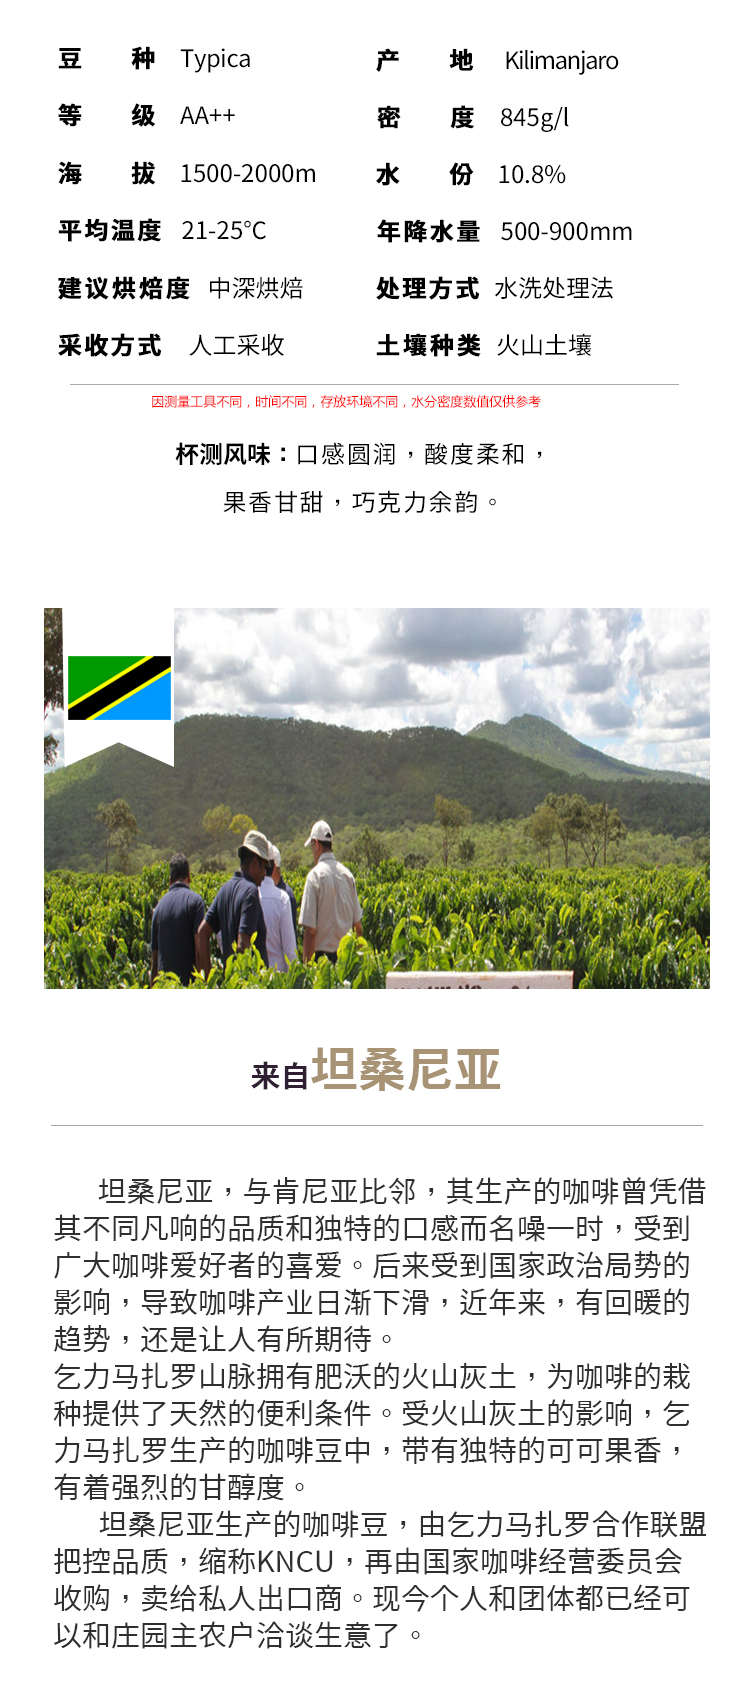 豆 种 Typica 产 地 Kilimanjaro
等 级 AA++ 密 度 845g/l
海 拔 1500-2000m 水 份 10.8%
平均温度 21-25℃ 年降水量 500-900mm
建议烘焙度 中深烘焙 处理方式 水洗处理法
采收方式 人工采收 土壤种类 火山土壤
因测量工具不同，时间不同，存放环境不同，水分密度数值仅供参考
杯测风味：口感圆润，酸度柔和，
果香甘甜，巧克力余韵。
来自坦桑尼亚
坦桑尼亚，与肯尼亚比邻，其生产的咖啡曾凭借
其不同凡响的品质和独特的口感而名噪一时，受到
广大咖啡爱好者的喜爱。后来受到国家政治局势的
影响，导致咖啡产业日渐下滑，近年来，有回暖的
趋势，还是让人有所期待。
乞力马扎罗山脉拥有肥沃的火山灰土，为咖啡的栽
种提供了天然的便利条件。受火山灰土的影响，乞
力马扎罗生产的咖啡豆中，带有独特的可可果香，
有着强烈的甘醇度。
坦桑尼亚生产的咖啡豆，由乞力马扎罗合作联盟
把控品质，缩称KNCU，再由国家咖啡经营委员会
收购，卖给私人出口商。现今个人和团体都已经可
以和庄园主农户洽谈生意了。